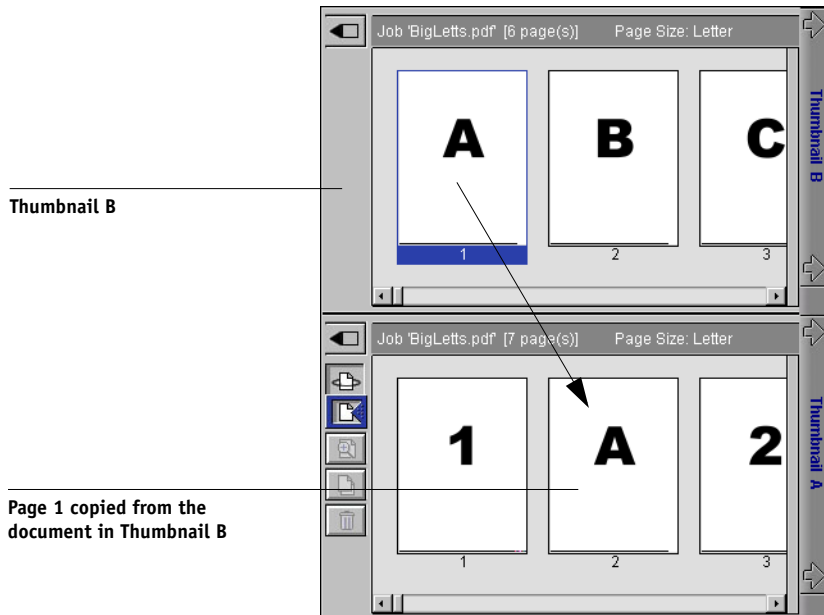 Job 'BigLetts.pdf' [6 page(s)] Page Size: Letter
A B C
1 2 3
Thumbnail B
Thumbnail B
Job 'BigLetts.pdf' [7 page(s)] Page Size: Letter
1 A 2
1 2 3
Thumbnail A
Page 1 copied from the
document in Thumbnail B